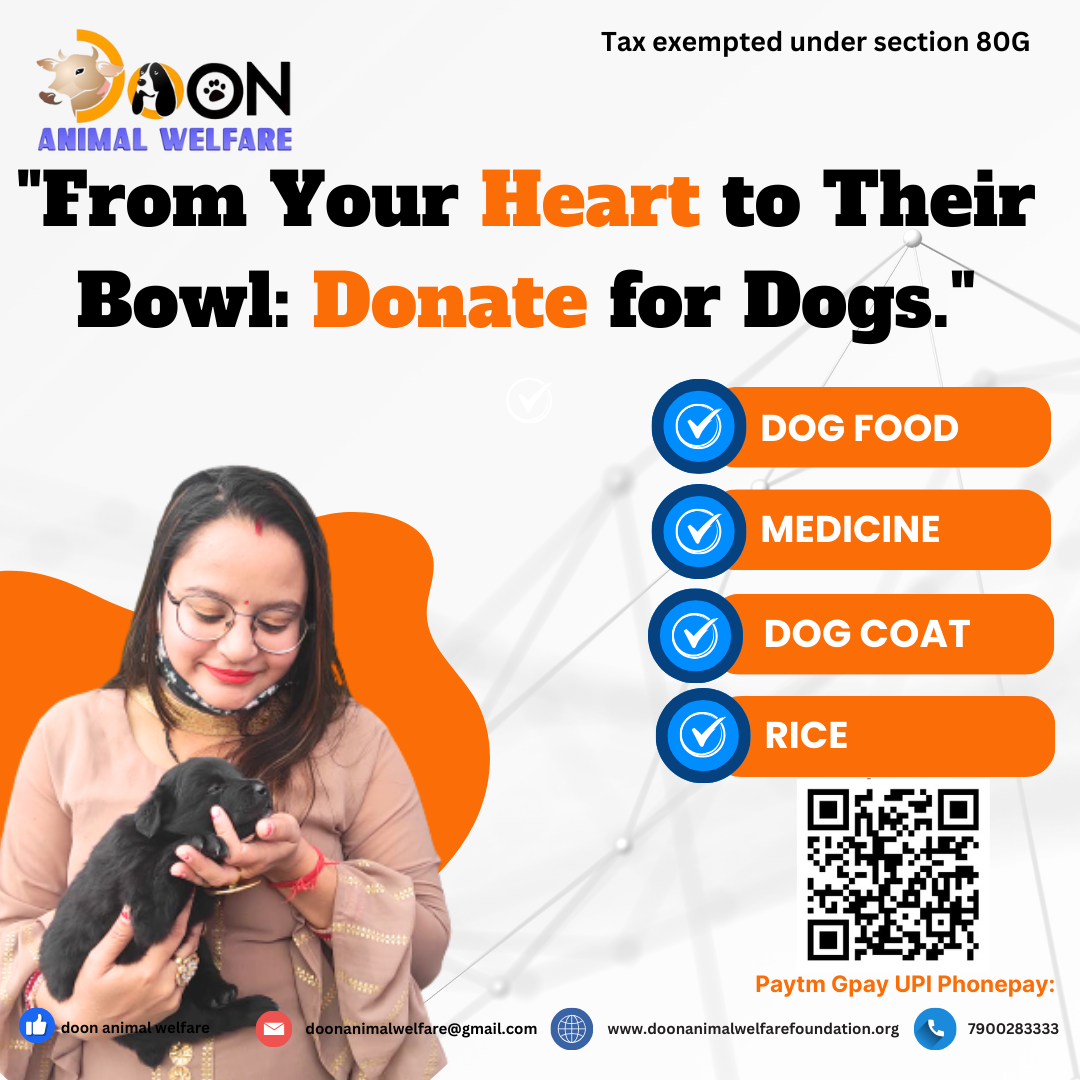 Tax exempted under section 80G
DOON
ANIMAL WELFARE
"From Your Heart to Their
Bowl: Donate for Dogs."
DOG FOOD
MEDICINE
DOG COAT
RICE
Paytm Gpay UPI Phonepay:
doon animal welfare
doonanimalwelfare@gmail.com
www.doonanimalwelfarefoundation.org
7900283333